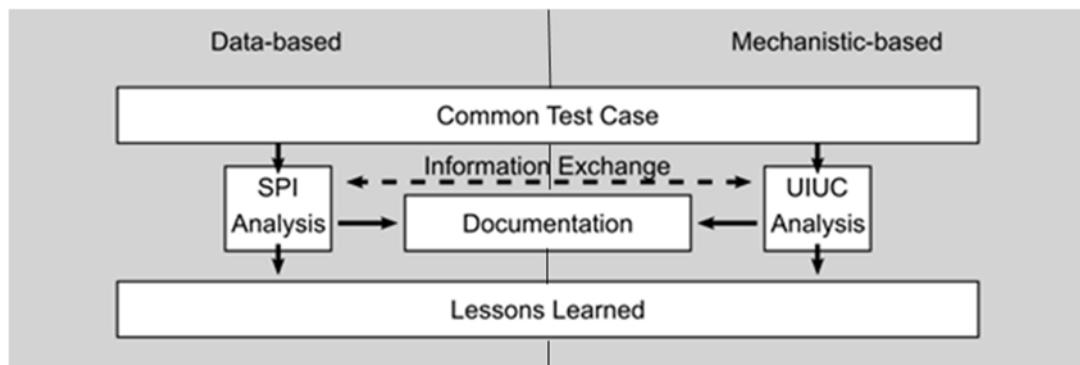 Data-based
Mechanistic-based
Common Test Case
Information Exchange
SPI
Analysis
UIUC
Analysis
Documentation
Lessons Learned